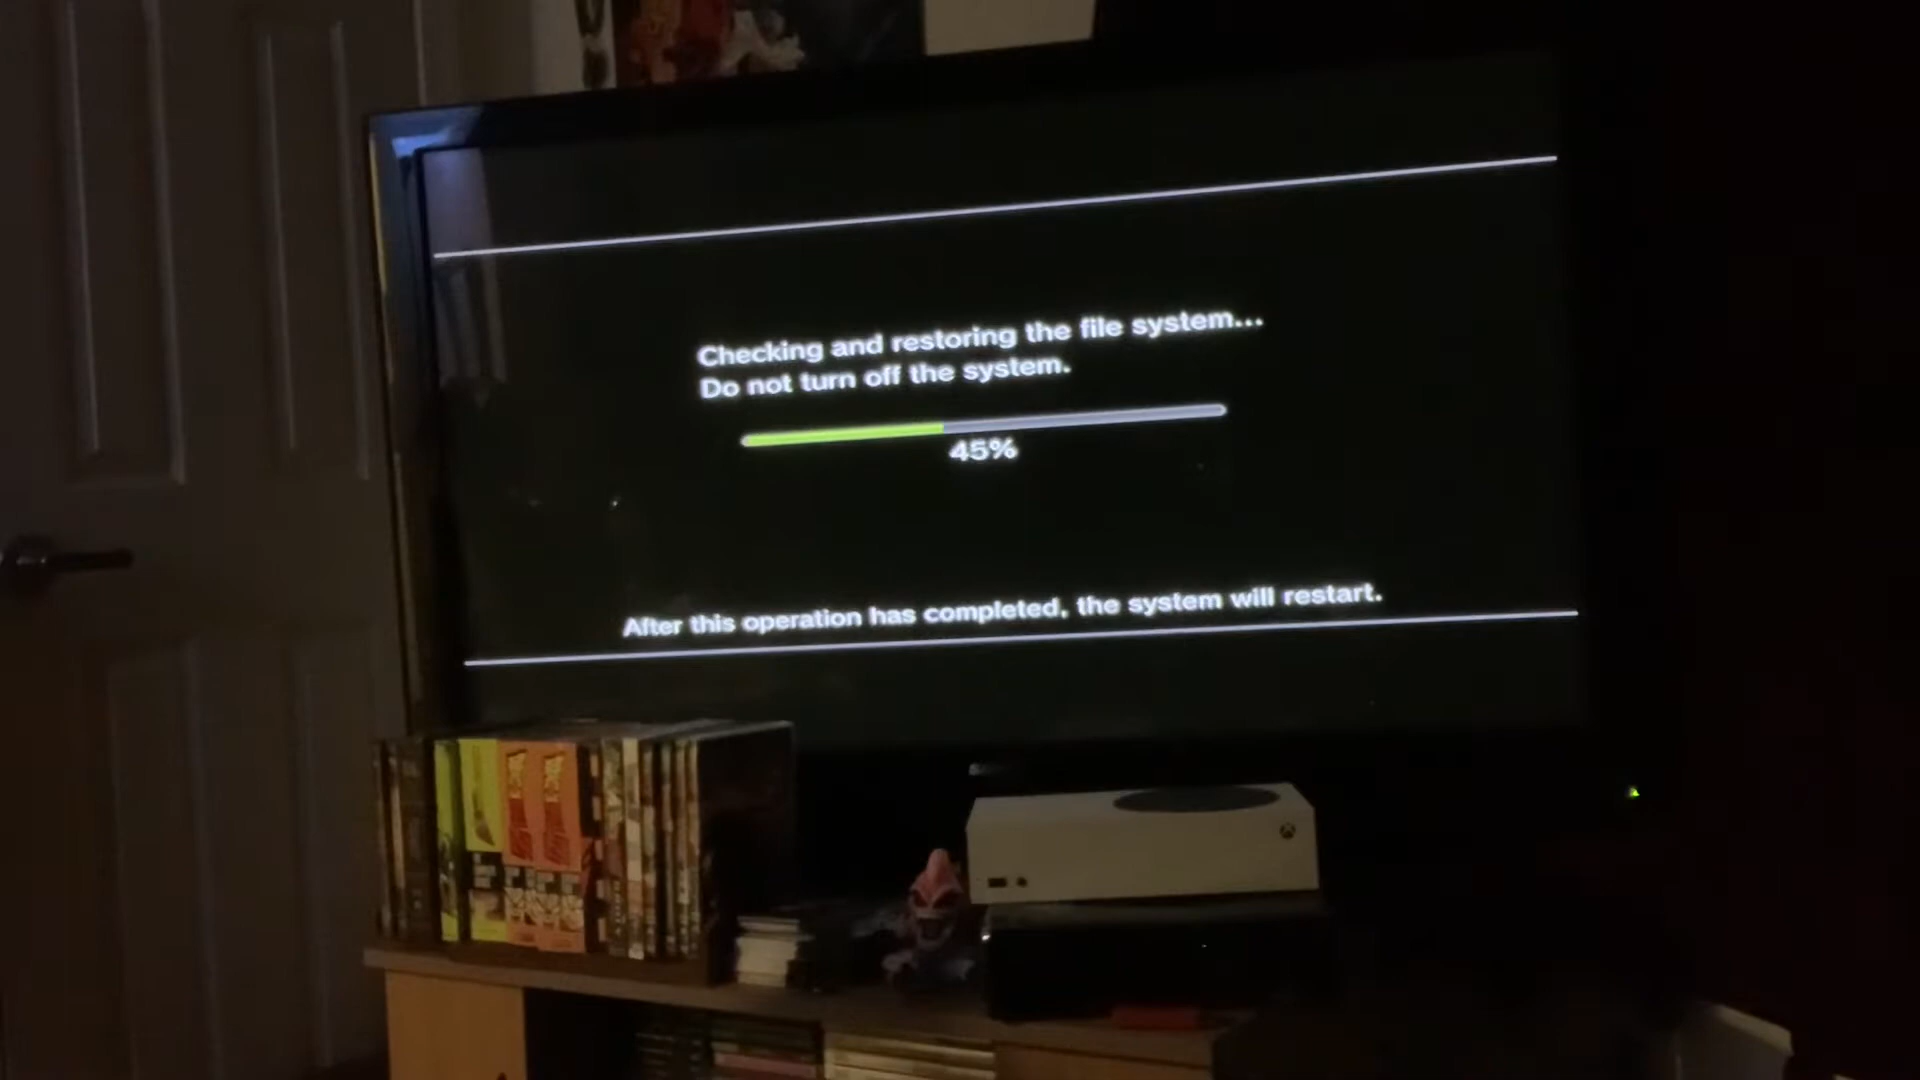 Checking and restoring the file system...
Do not turn off the system.
45%
After this operation has completed, the system will restart.